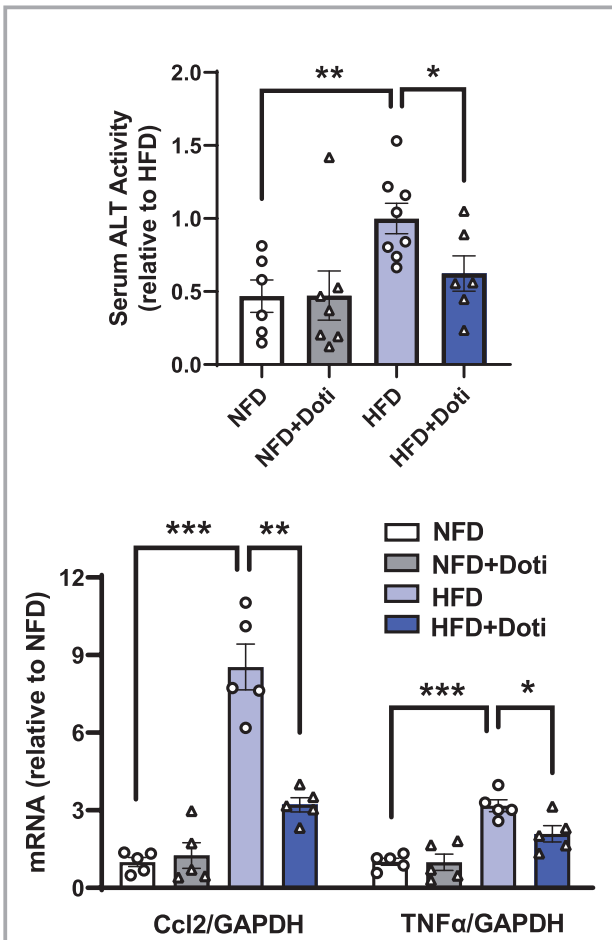 Serum ALT Activity
(relative to HFD)
2.0
1.5
1.0
0.5
0.0
**
*
NFD
NFD+Doti
HFD
HFD+Doti
mRNA (relative to NFD)
12
9
6
3
0
***
**
***
*
NFD
NFD+Doti
HFD
HFD+Doti
Ccl2/GAPDH
TNFα/GAPDH